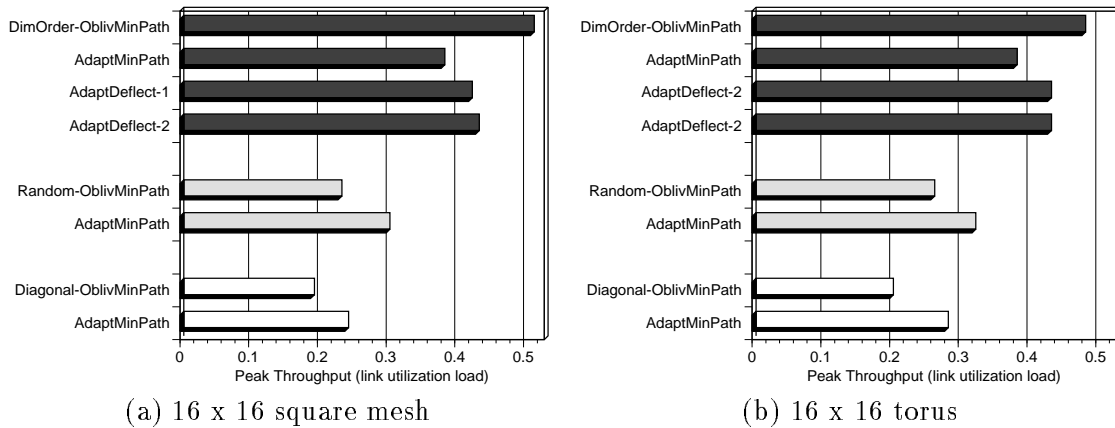 DimOrder-OblivMinPath
AdaptMinPath
AdaptDeflect-1
AdaptDeflect-2
Random-OblivMinPath
AdaptMinPath
Diagonal-OblivMinPath
AdaptMinPath
0 0.1 0.2 0.3 0.4 0.5
Peak Throughput (link utilization load)
(a) 16 x 16 square mesh
DimOrder-OblivMinPath
AdaptMinPath
AdaptDeflect-2
AdaptDeflect-2
Random-OblivMinPath
AdaptMinPath
Diagonal-OblivMinPath
AdaptMinPath
0 0.1 0.2 0.3 0.4 0.5
Peak Throughput (link utilization load)
(b) 16 x 16 torus